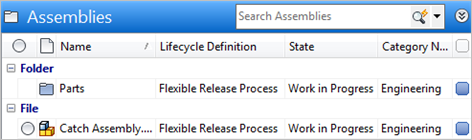 Assemblies Search Assemblies
Name Lifecycle Definition State Category N...
Folder
Parts Flexible Release Process Work in Progress Engineering
File
Catch Assembly.... Flexible Release Process Work in Progress Engineering